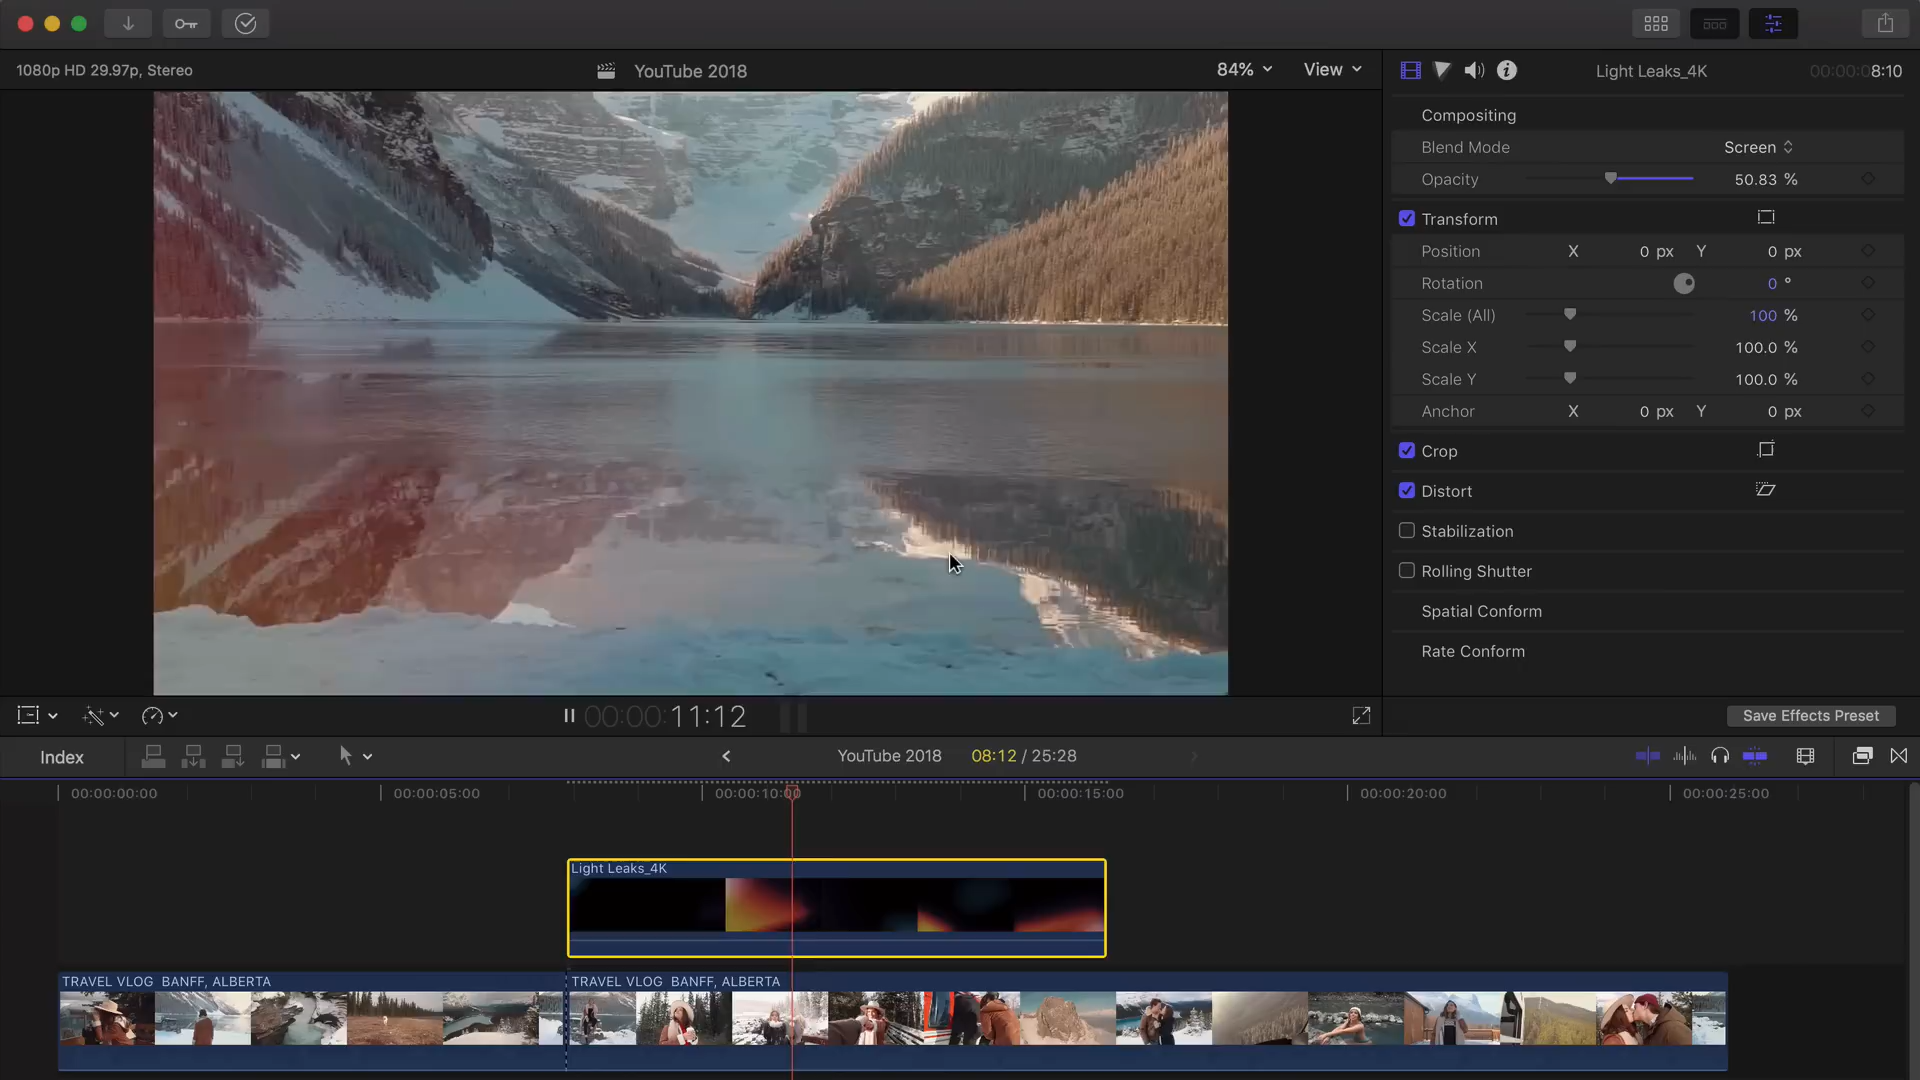 1080p HD 29.97p, Stereo
YouTube 2018
84%
View
Light Leaks_4K
00:00:08:10
Compositing
Blend Mode
Screen
Opacity
50.83 %
Transform
Position X 0 px Y 0 px
Rotation 0 °
Scale (All) 100 %
Scale X 100.0 %
Scale Y 100.0 %
Anchor X 0 px Y 0 px
Crop
Distort
Stabilization
Rolling Shutter
Spatial Conform
Rate Conform
00:00:11:12
Save Effects Preset
Index
YouTube 2018
08:12 / 25:28
00:00:00:00
00:00:05:00
00:00:10:00
00:00:15:00
00:00:20:00
00:00:25:00
Light Leaks_4K
TRAVEL VLOG BANFF, ALBERTA
TRAVEL VLOG BANFF, ALBERTA